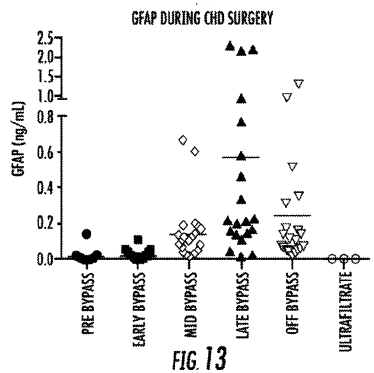 GFAP DURING CHD SURGERY
GFAP (ng/mL)
2.5
2.0
1.5
1.0
0.8
0.6
0.4
0.2
0.0
PRE BYPASS
EARLY BYPASS
MID BYPASS
LATE BYPASS
OFF BYPASS
ULTRAFILTRATE
FIG. 13